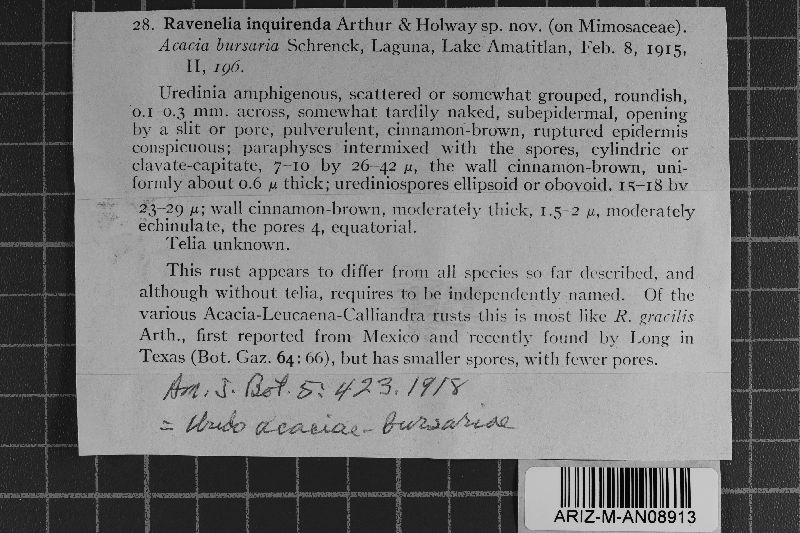 28. Ravenelia inquirenda Arthur & Holway sp. nov. (on Mimosaceae).
Acacia bursaria Schrenck, Laguna, Lake Amatitlan, Feb. 8, 1915,
II, 196.
Uredinia amphigenous, scattered or somewhat grouped, roundish,
0.1–0.3 mm. across, somewhat tardily naked, subepidermal, opening
by a slit or pore, pulverulent, cinnamon-brown, ruptured epidermis
conspicuous; paraphyses intermixed with the spores, cylindric or
clavate-capitate, 7–10 by 26–42 μ, the wall cinnamon-brown, uni-
formly about 0.6 μ thick; urediniospores ellipsoid or obovoid, 15–18 by
23–29 μ; wall cinnamon-brown, moderately thick, 1.5–2 μ, moderately
echinulate, the pores 4, equatorial.
Telia unknown.
This rust appears to differ from all species so far described, and
although without telia, requires to be independently named. Of the
various Acacia-Leucaena-Calliandra rusts this is most like R. gracilis
Arth., first reported from Mexico and recently found by Long in
Texas (Bot. Gaz. 64: 66), but has smaller spores, with fewer pores.
Am. J. Bot. 5: 423. 1918
= Uredo acaciae-bursariae
ARIZ-M-AN08913